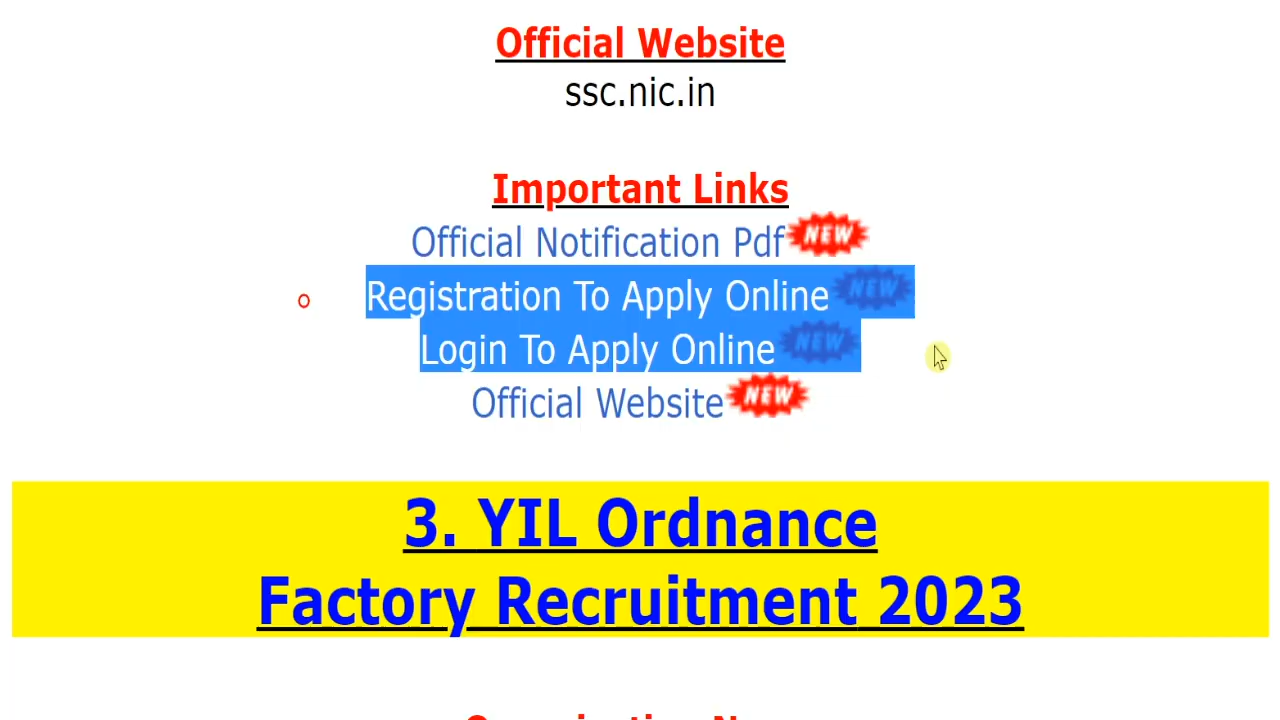 Official Website
ssc.nic.in
Important Links
Official Notification Pdf NEW
Registration To Apply Online NEW
Login To Apply Online NEW
Official Website NEW
3. YIL Ordnance
Factory Recruitment 2023